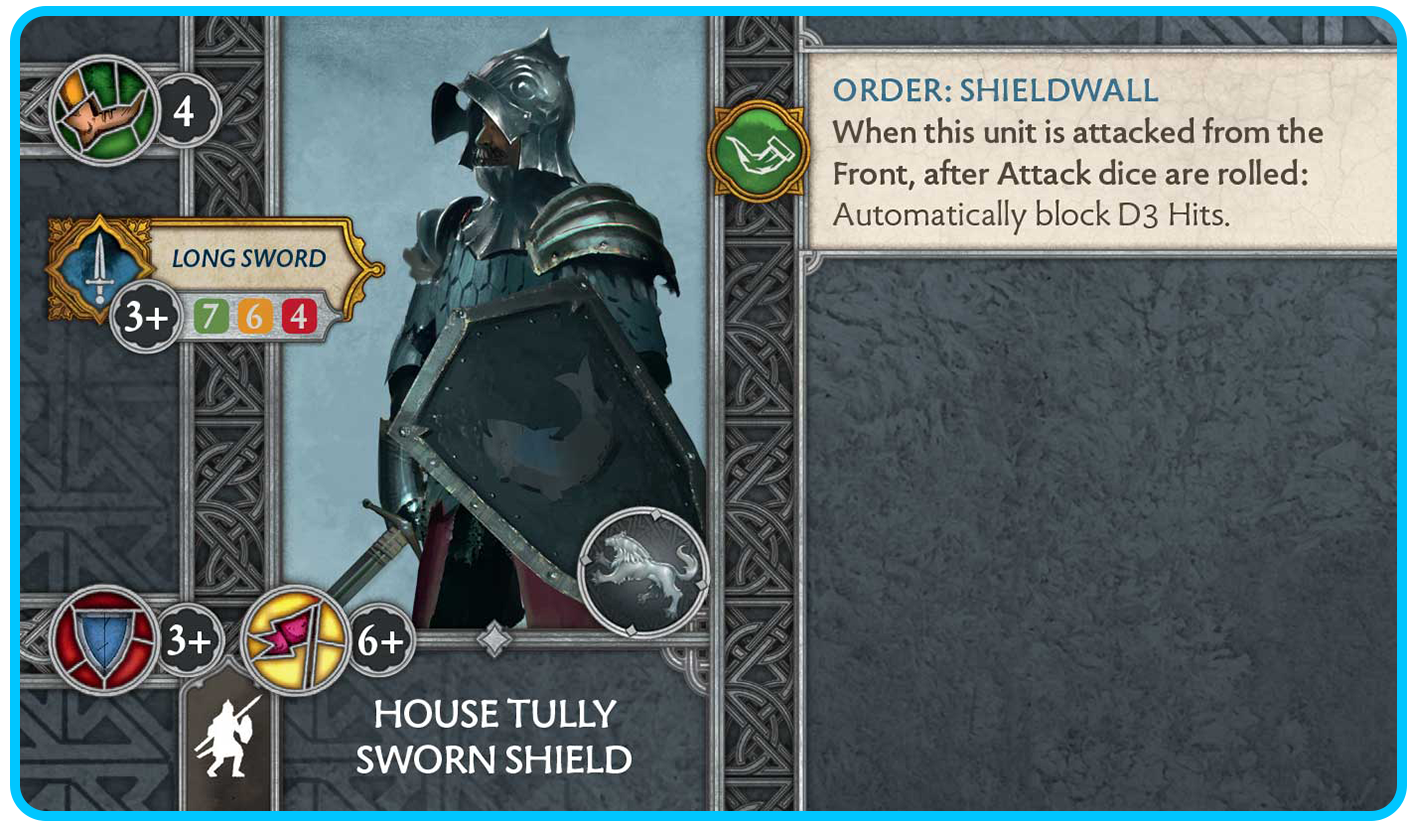 4
ORDER: SHIELDWALL
When this unit is attacked from the
Front, after Attack dice are rolled:
Automatically block D3 Hits.
LONG SWORD
3+ 7 6 4
3+ 6+
HOUSE TULLY
SWORN SHIELD